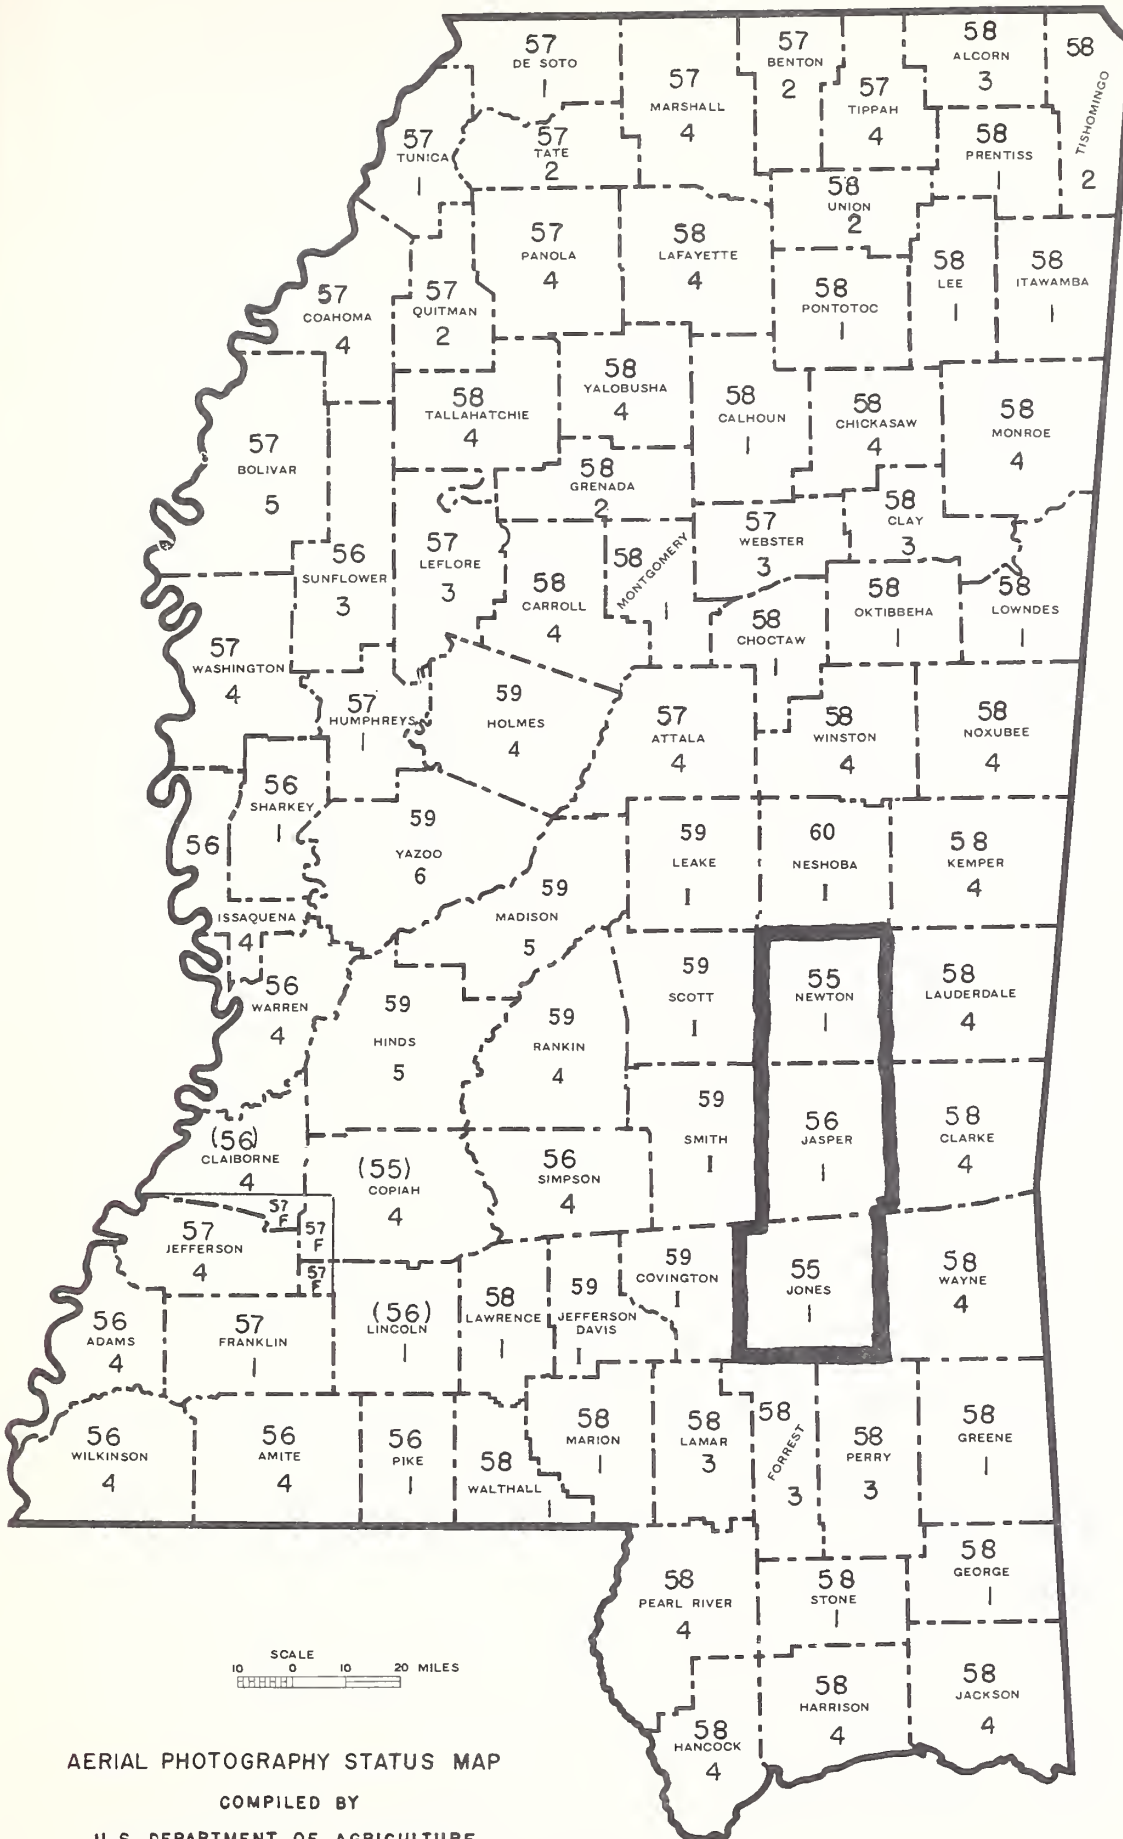 57
DE SOTO
1
57
MARSHALL
4
57
BENTON
2
57
TIPPAH
4
58
ALCORN
3
58
TISHOMINGO
2
57
TUNICA
1
57
TATE
2
58
PRENTISS
1
58
UNION
2
57
PANOLA
4
58
LAFAYETTE
4
58
PONTOTOC
1
58
LEE
1
58
ITAWAMBA
1
57
COAHOMA
4
57
QUITMAN
2
58
TALLAHATCHIE
4
58
YALOBUSHA
4
58
CALHOUN
1
58
CHICKASAW
4
58
MONROE
4
57
BOLIVAR
5
58
GRENADA
2
58
CLAY
3
57
WEBSTER
3
56
SUNFLOWER
3
57
LEFLORE
3
58
CARROLL
4
58
MONTGOMERY
1
58
CHOCTAW
1
58
OKTIBBEHA
1
58
LOWNDES
1
57
WASHINGTON
4
57
HUMPHREYS
1
59
HOLMES
4
57
ATTALA
4
58
WINSTON
4
58
NOXUBEE
4
56
SHARKEY
1
56
ISSAQUENA
4
59
YAZOO
6
59
MADISON
5
59
LEAKE
I
60
NESHOBA
I
58
KEMPER
4
56
WARREN
4
59
HINDS
5
59
RANKIN
4
59
SCOTT
I
55
NEWTON
1
58
LAUDERDALE
4
59
SMITH
I
56
JASPER
1
58
CLARKE
4
(56)
CLAIBORNE
4
(55)
COPIAH
4
56
SIMPSON
4
57
F
57
F
57
F
57
JEFFERSON
4
56
ADAMS
4
57
FRANKLIN
1
(56)
LINCOLN
1
58
LAWRENCE
1
59
JEFFERSON
DAVIS
I
59
COVINGTON
I
55
JONES
1
58
WAYNE
4
56
WILKINSON
4
56
AMITE
4
56
PIKE
1
58
WALTHALL
1
58
MARION
1
58
LAMAR
3
58
FORREST
3
58
PERRY
3
58
GREENE
1
58
PEARL RIVER
4
58
STONE
1
58
GEORGE
1
58
HANCOCK
4
58
HARRISON
4
58
JACKSON
4
SCALE
10 0 10 20 MILES
AERIAL PHOTOGRAPHY STATUS MAP
COMPILED BY
U.S. DEPARTMENT OF AGRICULTURE